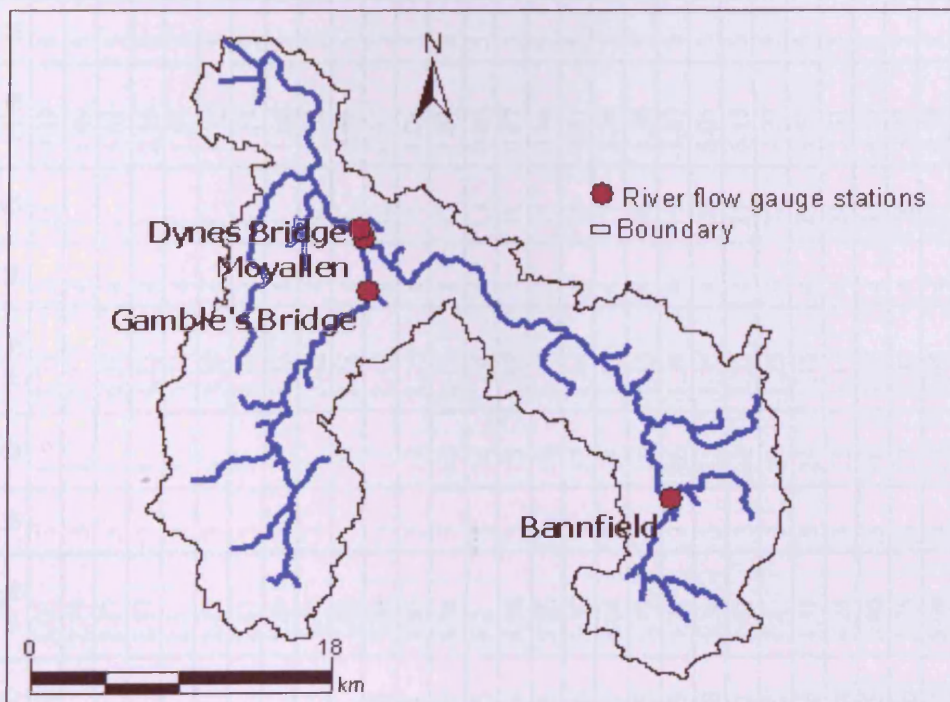 N
River flow gauge stations
Boundary
Dynes Bridge
Moyallen
Gamble's Bridge
Bannfield
0 18
km